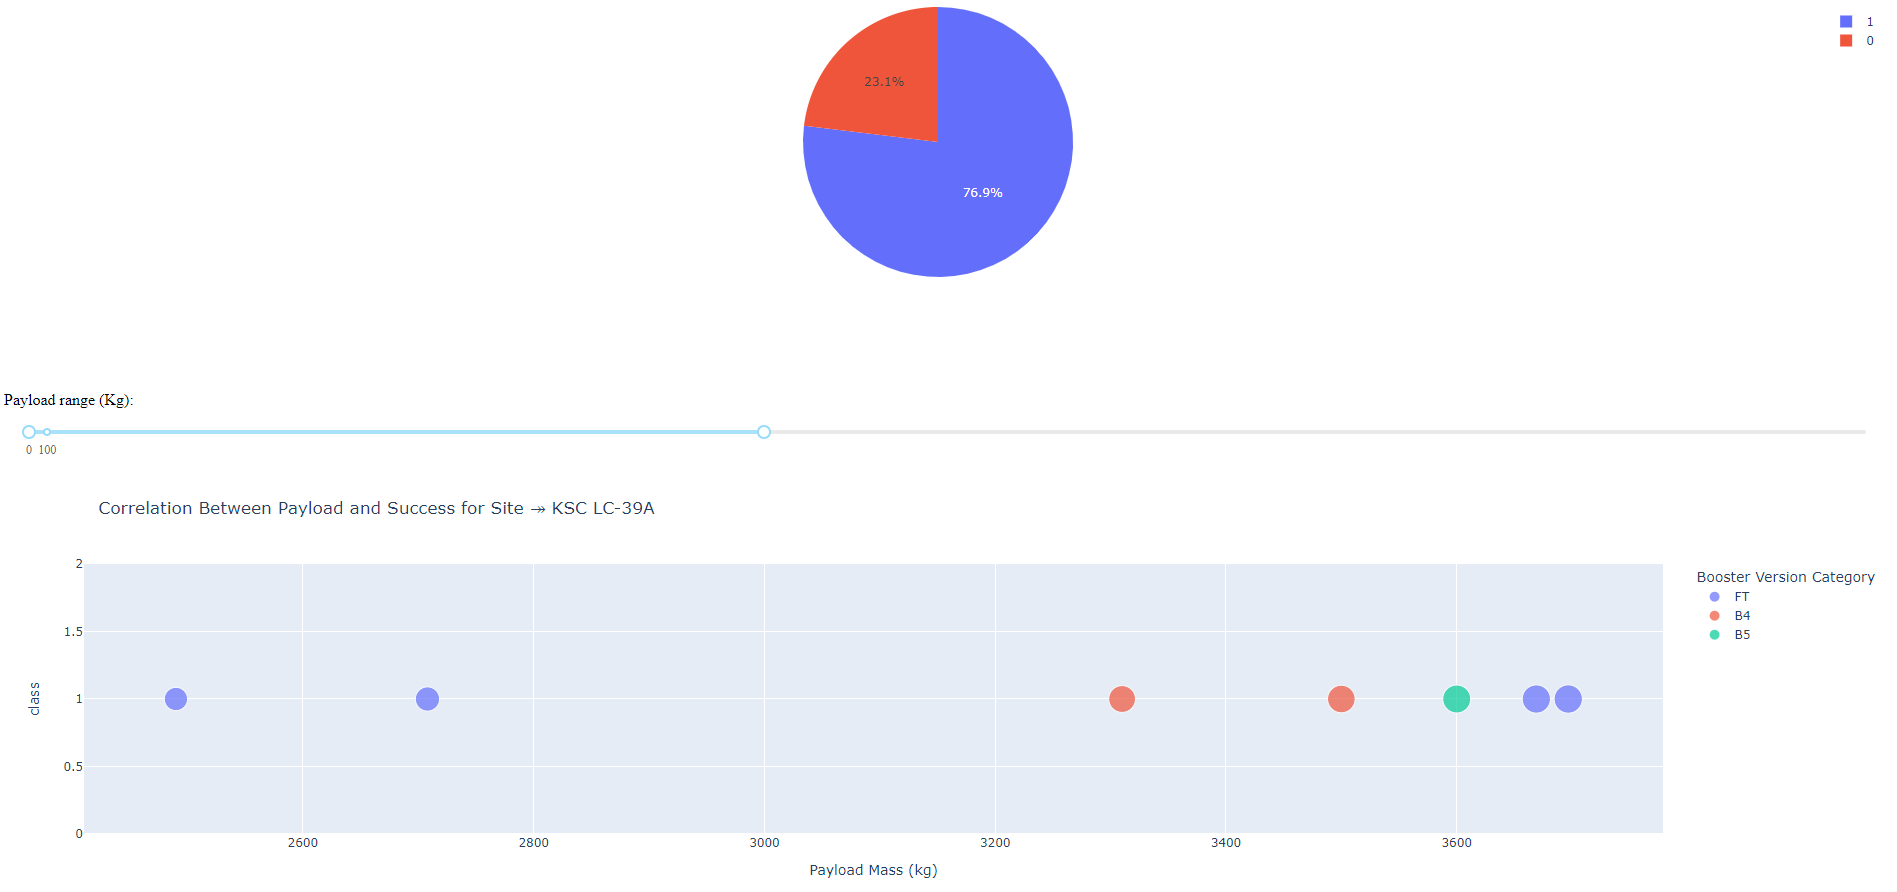 1
0
23.1%
76.9%
Payload range (Kg):
0 100
Correlation Between Payload and Success for Site ↠ KSC LC-39A
2
1.5
1
0.5
0
class
2600 2800 3000 3200 3400 3600
Payload Mass (kg)
Booster Version Category
FT
B4
B5